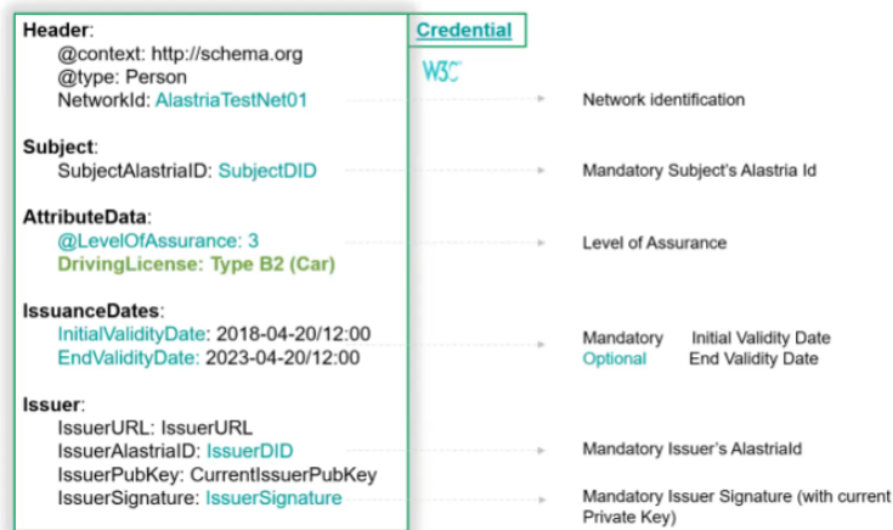 Header:
Credential
@context: http://schema.org
W3C
@type: Person
NetworkId: AlastriaTestNet01
Network identification
Subject:
SubjectAlastriaID: SubjectDID
Mandatory Subject's Alastria Id
AttributeData:
@LevelOfAssurance: 3
Level of Assurance
DrivingLicense: Type B2 (Car)
IssuanceDates:
InitialValidityDate: 2018-04-20/12:00
Mandatory Initial Validity Date
EndValidityDate: 2023-04-20/12:00
Optional End Validity Date
Issuer:
IssuerURL: IssuerURL
IssuerAlastriaID: IssuerDID
Mandatory Issuer's AlastriaId
IssuerPubKey: CurrentIssuerPubKey
IssuerSignature: IssuerSignature
Mandatory Issuer Signature (with current
Private Key)